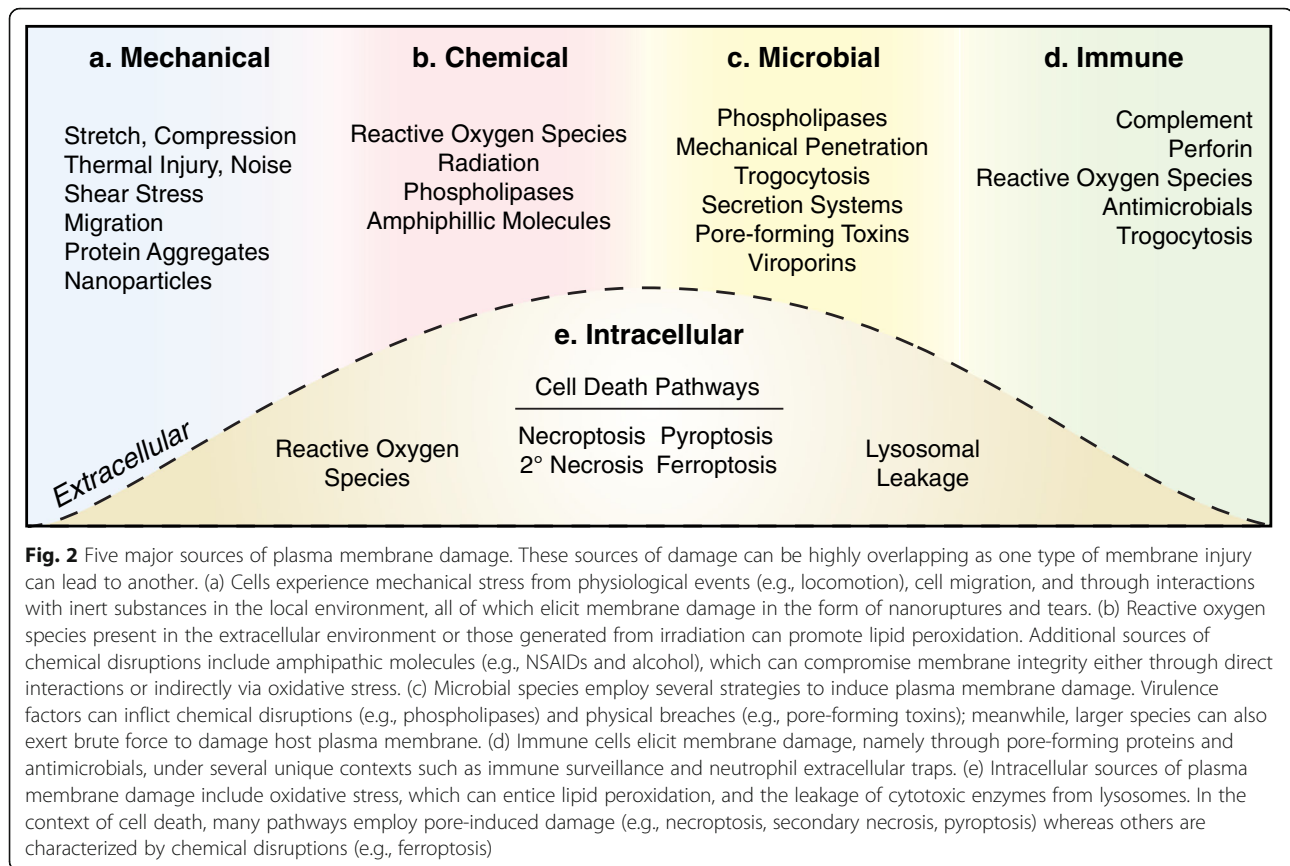 a. Mechanical
Stretch, Compression
Thermal Injury, Noise
Shear Stress
Migration
Protein Aggregates
Nanoparticles
b. Chemical
Reactive Oxygen Species
Radiation
Phospholipases
Amphiphillic Molecules
c. Microbial
Phospholipases
Mechanical Penetration
Trogocytosis
Secretion Systems
Pore-forming Toxins
Viroporins
d. Immune
Complement
Perforin
Reactive Oxygen Species
Antimicrobials
Trogocytosis
Extracellular
e. Intracellular
Cell Death Pathways
Necroptosis Pyroptosis
2° Necrosis Ferroptosis
Reactive Oxygen
Species
Lysosomal
Leakage
Fig. 2 Five major sources of plasma membrane damage. These sources of damage can be highly overlapping as one type of membrane injury
can lead to another. (a) Cells experience mechanical stress from physiological events (e.g., locomotion), cell migration, and through interactions
with inert substances in the local environment, all of which elicit membrane damage in the form of nanoruptures and tears. (b) Reactive oxygen
species present in the extracellular environment or those generated from irradiation can promote lipid peroxidation. Additional sources of
chemical disruptions include amphipathic molecules (e.g., NSAIDs and alcohol), which can compromise membrane integrity either through direct
interactions or indirectly via oxidative stress. (c) Microbial species employ several strategies to induce plasma membrane damage. Virulence
factors can inflict chemical disruptions (e.g., phospholipases) and physical breaches (e.g., pore-forming toxins); meanwhile, larger species can also
exert brute force to damage host plasma membrane. (d) Immune cells elicit membrane damage, namely through pore-forming proteins and
antimicrobials, under several unique contexts such as immune surveillance and neutrophil extracellular traps. (e) Intracellular sources of plasma
membrane damage include oxidative stress, which can entice lipid peroxidation, and the leakage of cytotoxic enzymes from lysosomes. In the
context of cell death, many pathways employ pore-induced damage (e.g., necroptosis, secondary necrosis, pyroptosis) whereas others are
characterized by chemical disruptions (e.g., ferroptosis)